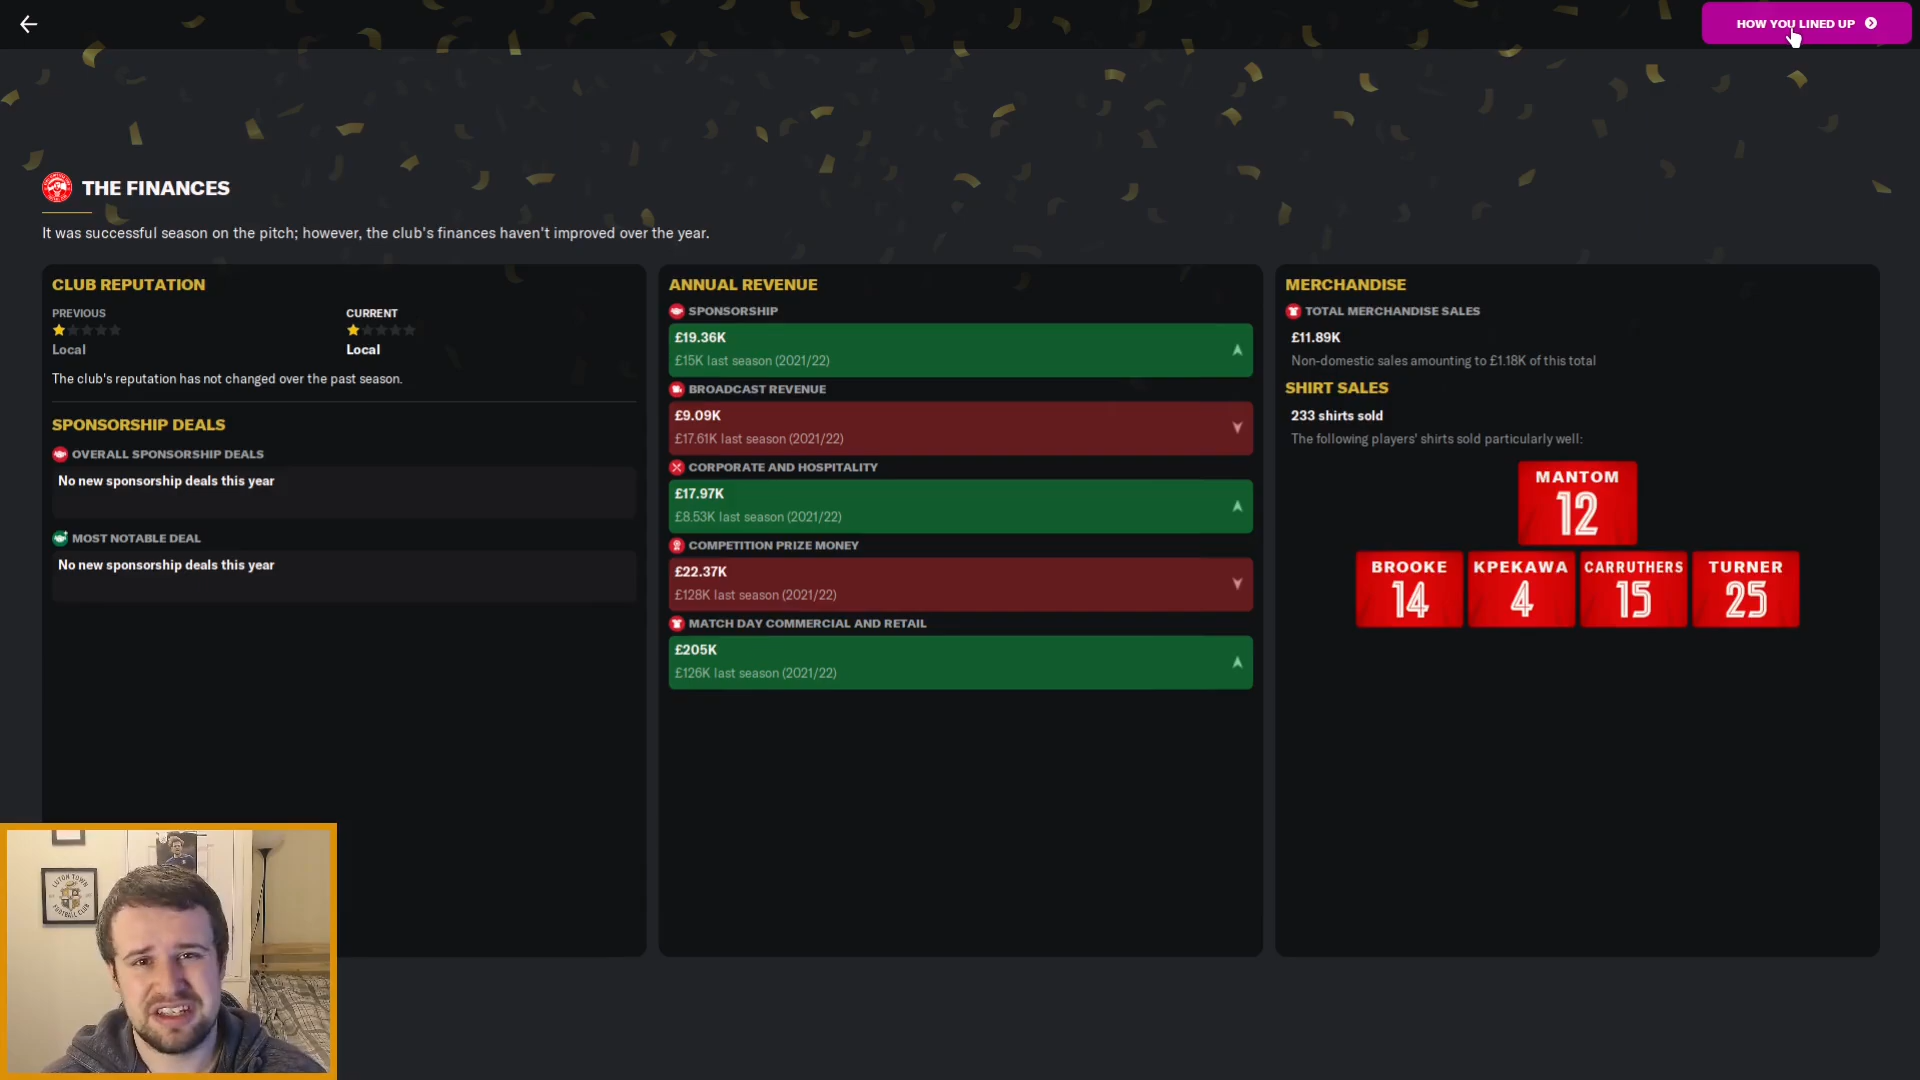 HOW YOU LINED UP
THE FINANCES
It was successful season on the pitch; however, the club's finances haven't improved over the year.
CLUB REPUTATION
PREVIOUS
CURRENT
Local
Local
The club's reputation has not changed over the past season.
SPONSORSHIP DEALS
OVERALL SPONSORSHIP DEALS
No new sponsorship deals this year
MOST NOTABLE DEAL
No new sponsorship deals this year
ANNUAL REVENUE
SPONSORSHIP
£19.36K
£15K last season (2021/22)
BROADCAST REVENUE
£9.09K
£17.61K last season (2021/22)
CORPORATE AND HOSPITALITY
£17.97K
£8.53K last season (2021/22)
COMPETITION PRIZE MONEY
£22.37K
£128K last season (2021/22)
MATCH DAY COMMERCIAL AND RETAIL
£205K
£126K last season (2021/22)
MERCHANDISE
TOTAL MERCHANDISE SALES
£11.89K
Non-domestic sales amounting to £1.18K of this total
SHIRT SALES
233 shirts sold
The following players' shirts sold particularly well:
MANTOM
12
BROOKE
14
KPEKAWA
4
CARRUTHERS
15
TURNER
25
LUTON TOWN
FOOTBALL CLUB